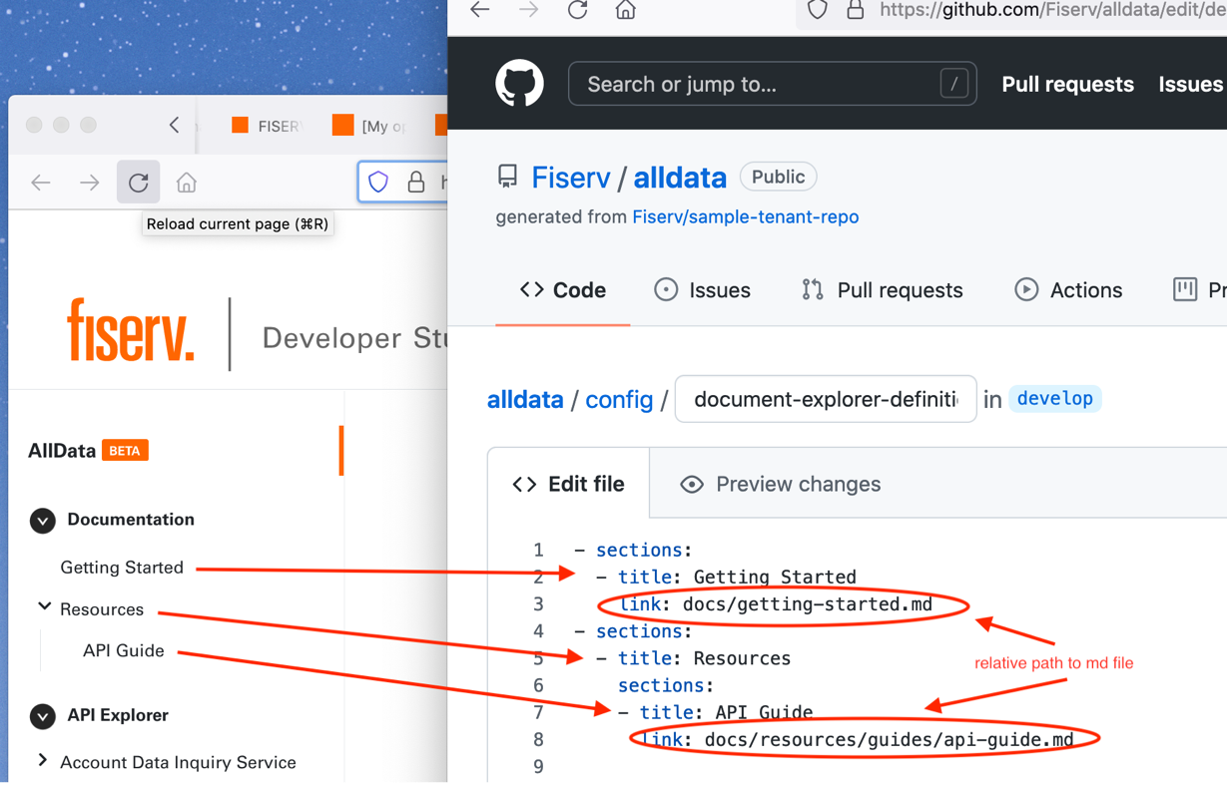 https://github.com/Fiserv/alldata/edit/de
Search or jump to... /
Pull requests
Issues
FISER
[My op
Reload current page (⌘R)
fiserv.
Developer Stu
AllData BETA
Documentation
Getting Started
Resources
API Guide
API Explorer
Account Data Inquiry Service
Fiserv / alldata Public
generated from Fiserv/sample-tenant-repo
<> Code
Issues
Pull requests
Actions
Pr
alldata / config / document-explorer-definiti in develop
<> Edit file
Preview changes
1 - sections:
2 - title: Getting Started
3 link: docs/getting-started.md
4 - sections:
5 - title: Resources
6 sections:
7 - title: API Guide
8 link: docs/resources/guides/api-guide.md
9
relative path to md file